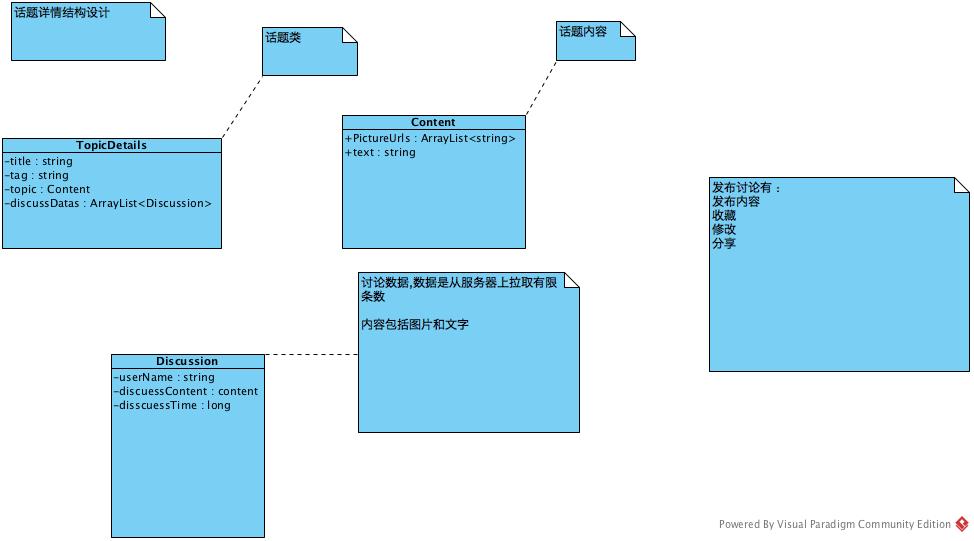 话题详情结构设计
话题类
话题内容
TopicDetails
-title : string
-tag : string
-topic : Content
-discussDatas : ArrayList<Discussion>
Content
+PictureUrls : ArrayList<string>
+text : string
发布讨论有：
发布内容
收藏
修改
分享
讨论数据,数据是从服务器上拉取有限
条数
内容包括图片和文字
Discussion
-userName : string
-discuessContent : content
-disscuessTime : long
Powered By Visual Paradigm Community Edition